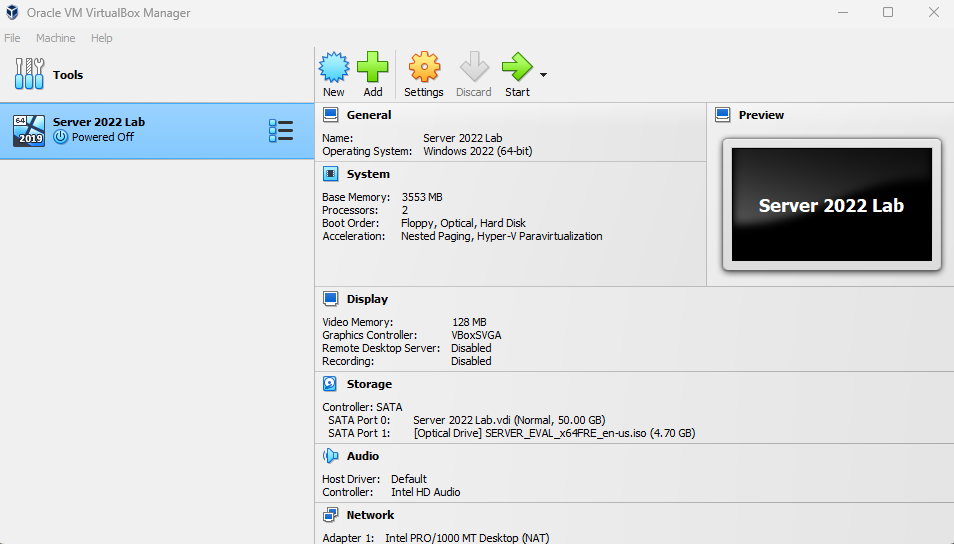 Oracle VM VirtualBox Manager
File Machine Help
Tools
New Add Settings Discard Start
64
2019
Server 2022 Lab
Powered Off
General
Name: Server 2022 Lab
Operating System: Windows 2022 (64-bit)
System
Base Memory: 3553 MB
Processors: 2
Boot Order: Floppy, Optical, Hard Disk
Acceleration: Nested Paging, Hyper-V Paravirtualization
Preview
Server 2022 Lab
Display
Video Memory: 128 MB
Graphics Controller: VBoxSVGA
Remote Desktop Server: Disabled
Recording: Disabled
Storage
Controller: SATA
SATA Port 0: Server 2022 Lab.vdi (Normal, 50.00 GB)
SATA Port 1: [Optical Drive] SERVER_EVAL_x64FRE_en-us.iso (4.70 GB)
Audio
Host Driver: Default
Controller: Intel HD Audio
Network
Adapter 1: Intel PRO/1000 MT Desktop (NAT)